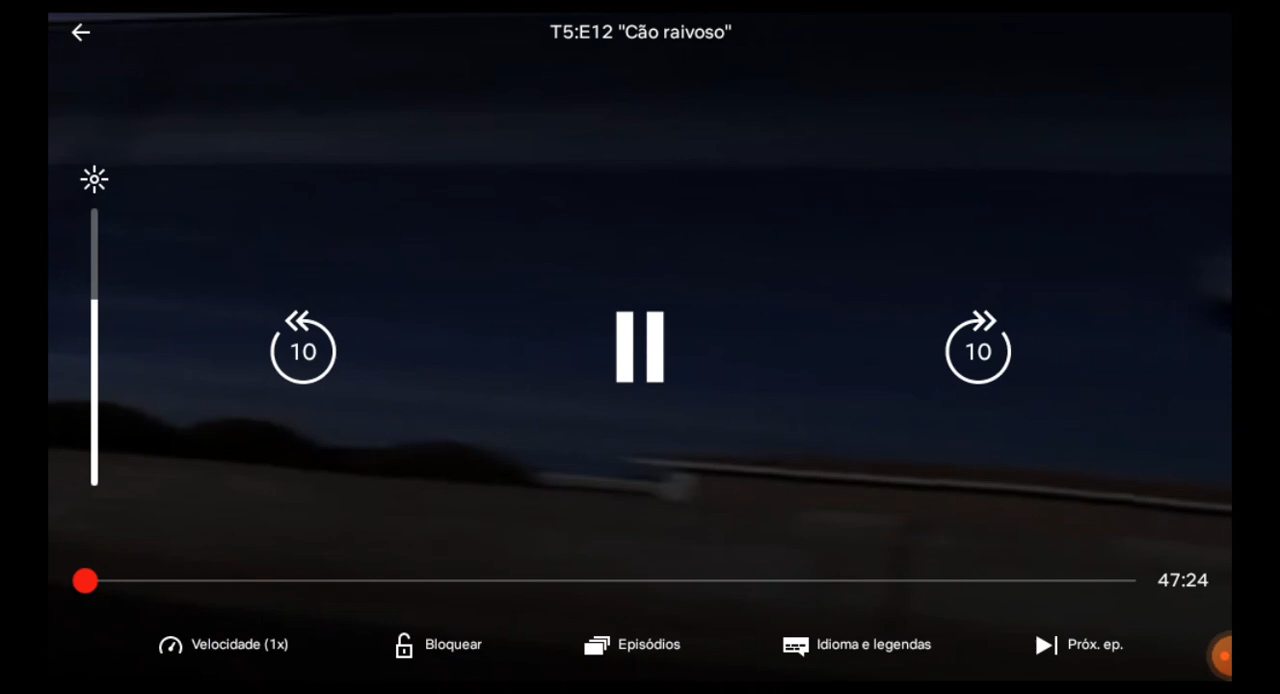 T5:E12 "Cão raivoso"
10
10
47:24
Velocidade (1x)
Bloquear
Episódios
Idioma e legendas
Próx. ep.